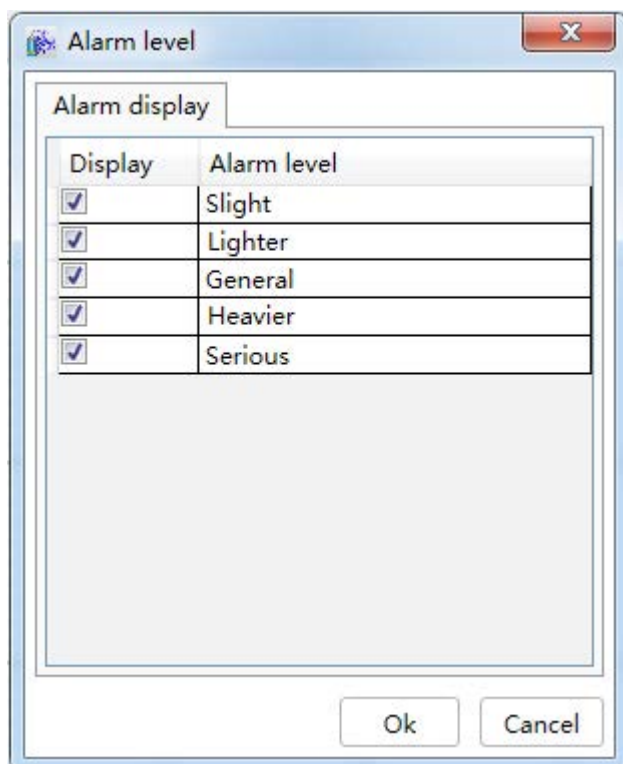 Alarm level
Alarm display
Display Alarm level
Slight
Lighter
General
Heavier
Serious
Ok Cancel